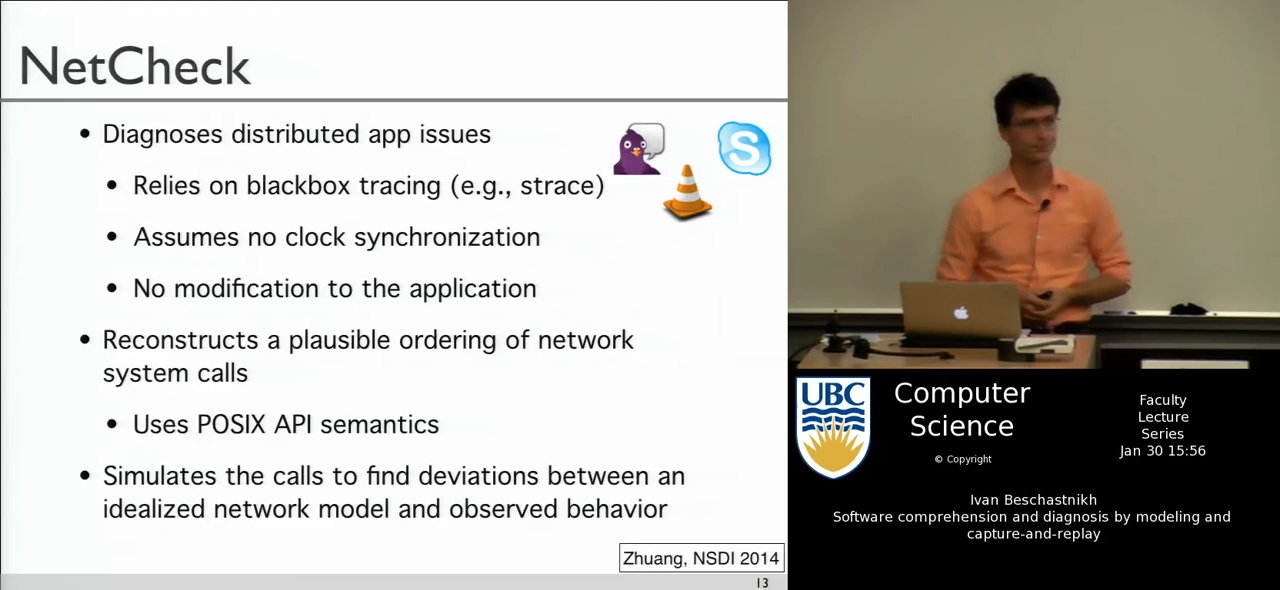 NetCheck
• Diagnoses distributed app issues
• Relies on blackbox tracing (e.g., strace)
• Assumes no clock synchronization
• No modification to the application
• Reconstructs a plausible ordering of network
system calls
• Uses POSIX API semantics
• Simulates the calls to find deviations between an
idealized network model and observed behavior
Zhuang, NSDI 2014
13
S
UBC
Computer
Science
© Copyright
Faculty
Lecture
Series
Jan 30 15:56
Ivan Beschastnikh
Software comprehension and diagnosis by modeling and
capture-and-replay